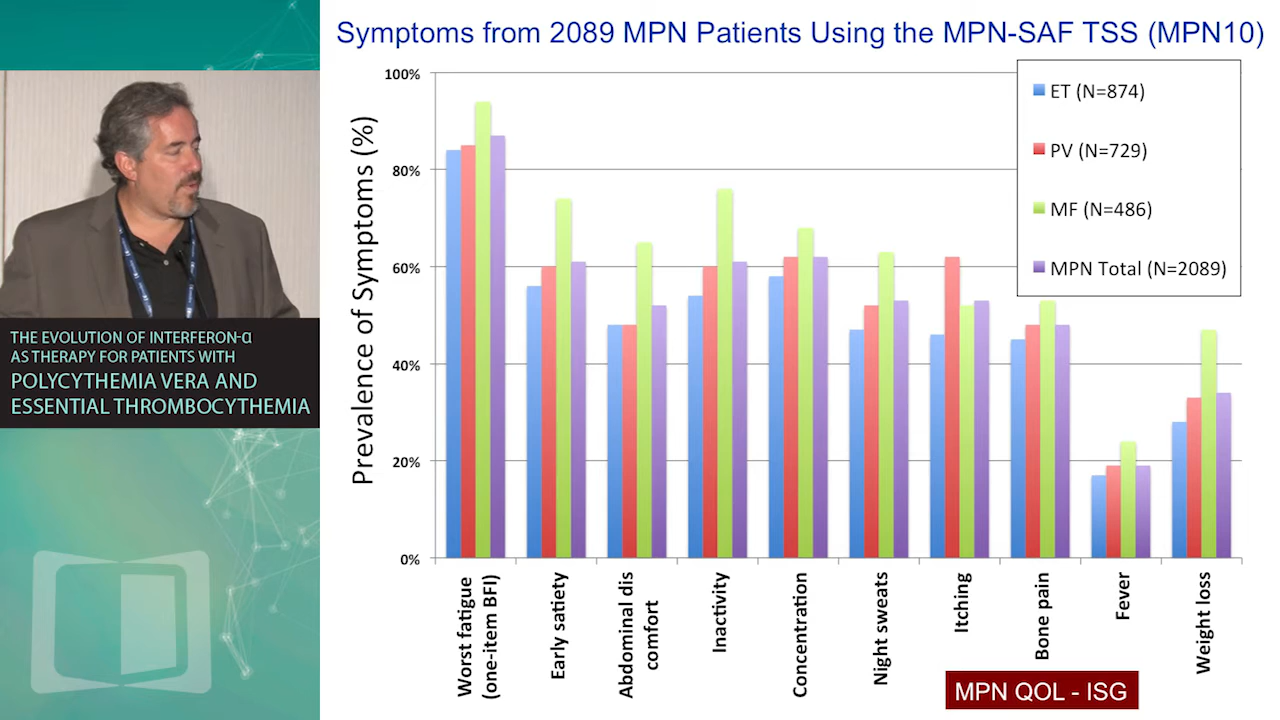 Symptoms from 2089 MPN Patients Using the MPN-SAF TSS (MPN10)
THE EVOLUTION OF INTERFERON-α
AS THERAPY FOR PATIENTS WITH
POLYCYTHEMIA VERA AND
ESSENTIAL THROMBOCYTHEMIA
Prevalence of Symptoms (%)
100%
80%
60%
40%
20%
0%
ET (N=874)
PV (N=729)
MF (N=486)
MPN Total (N=2089)
Worst fatigue
(one-item BFI)
Early satiety
Abdominal dis
comfort
Inactivity
Concentration
Night sweats
Itching
Bone pain
Fever
Weight loss
MPN QOL - ISG